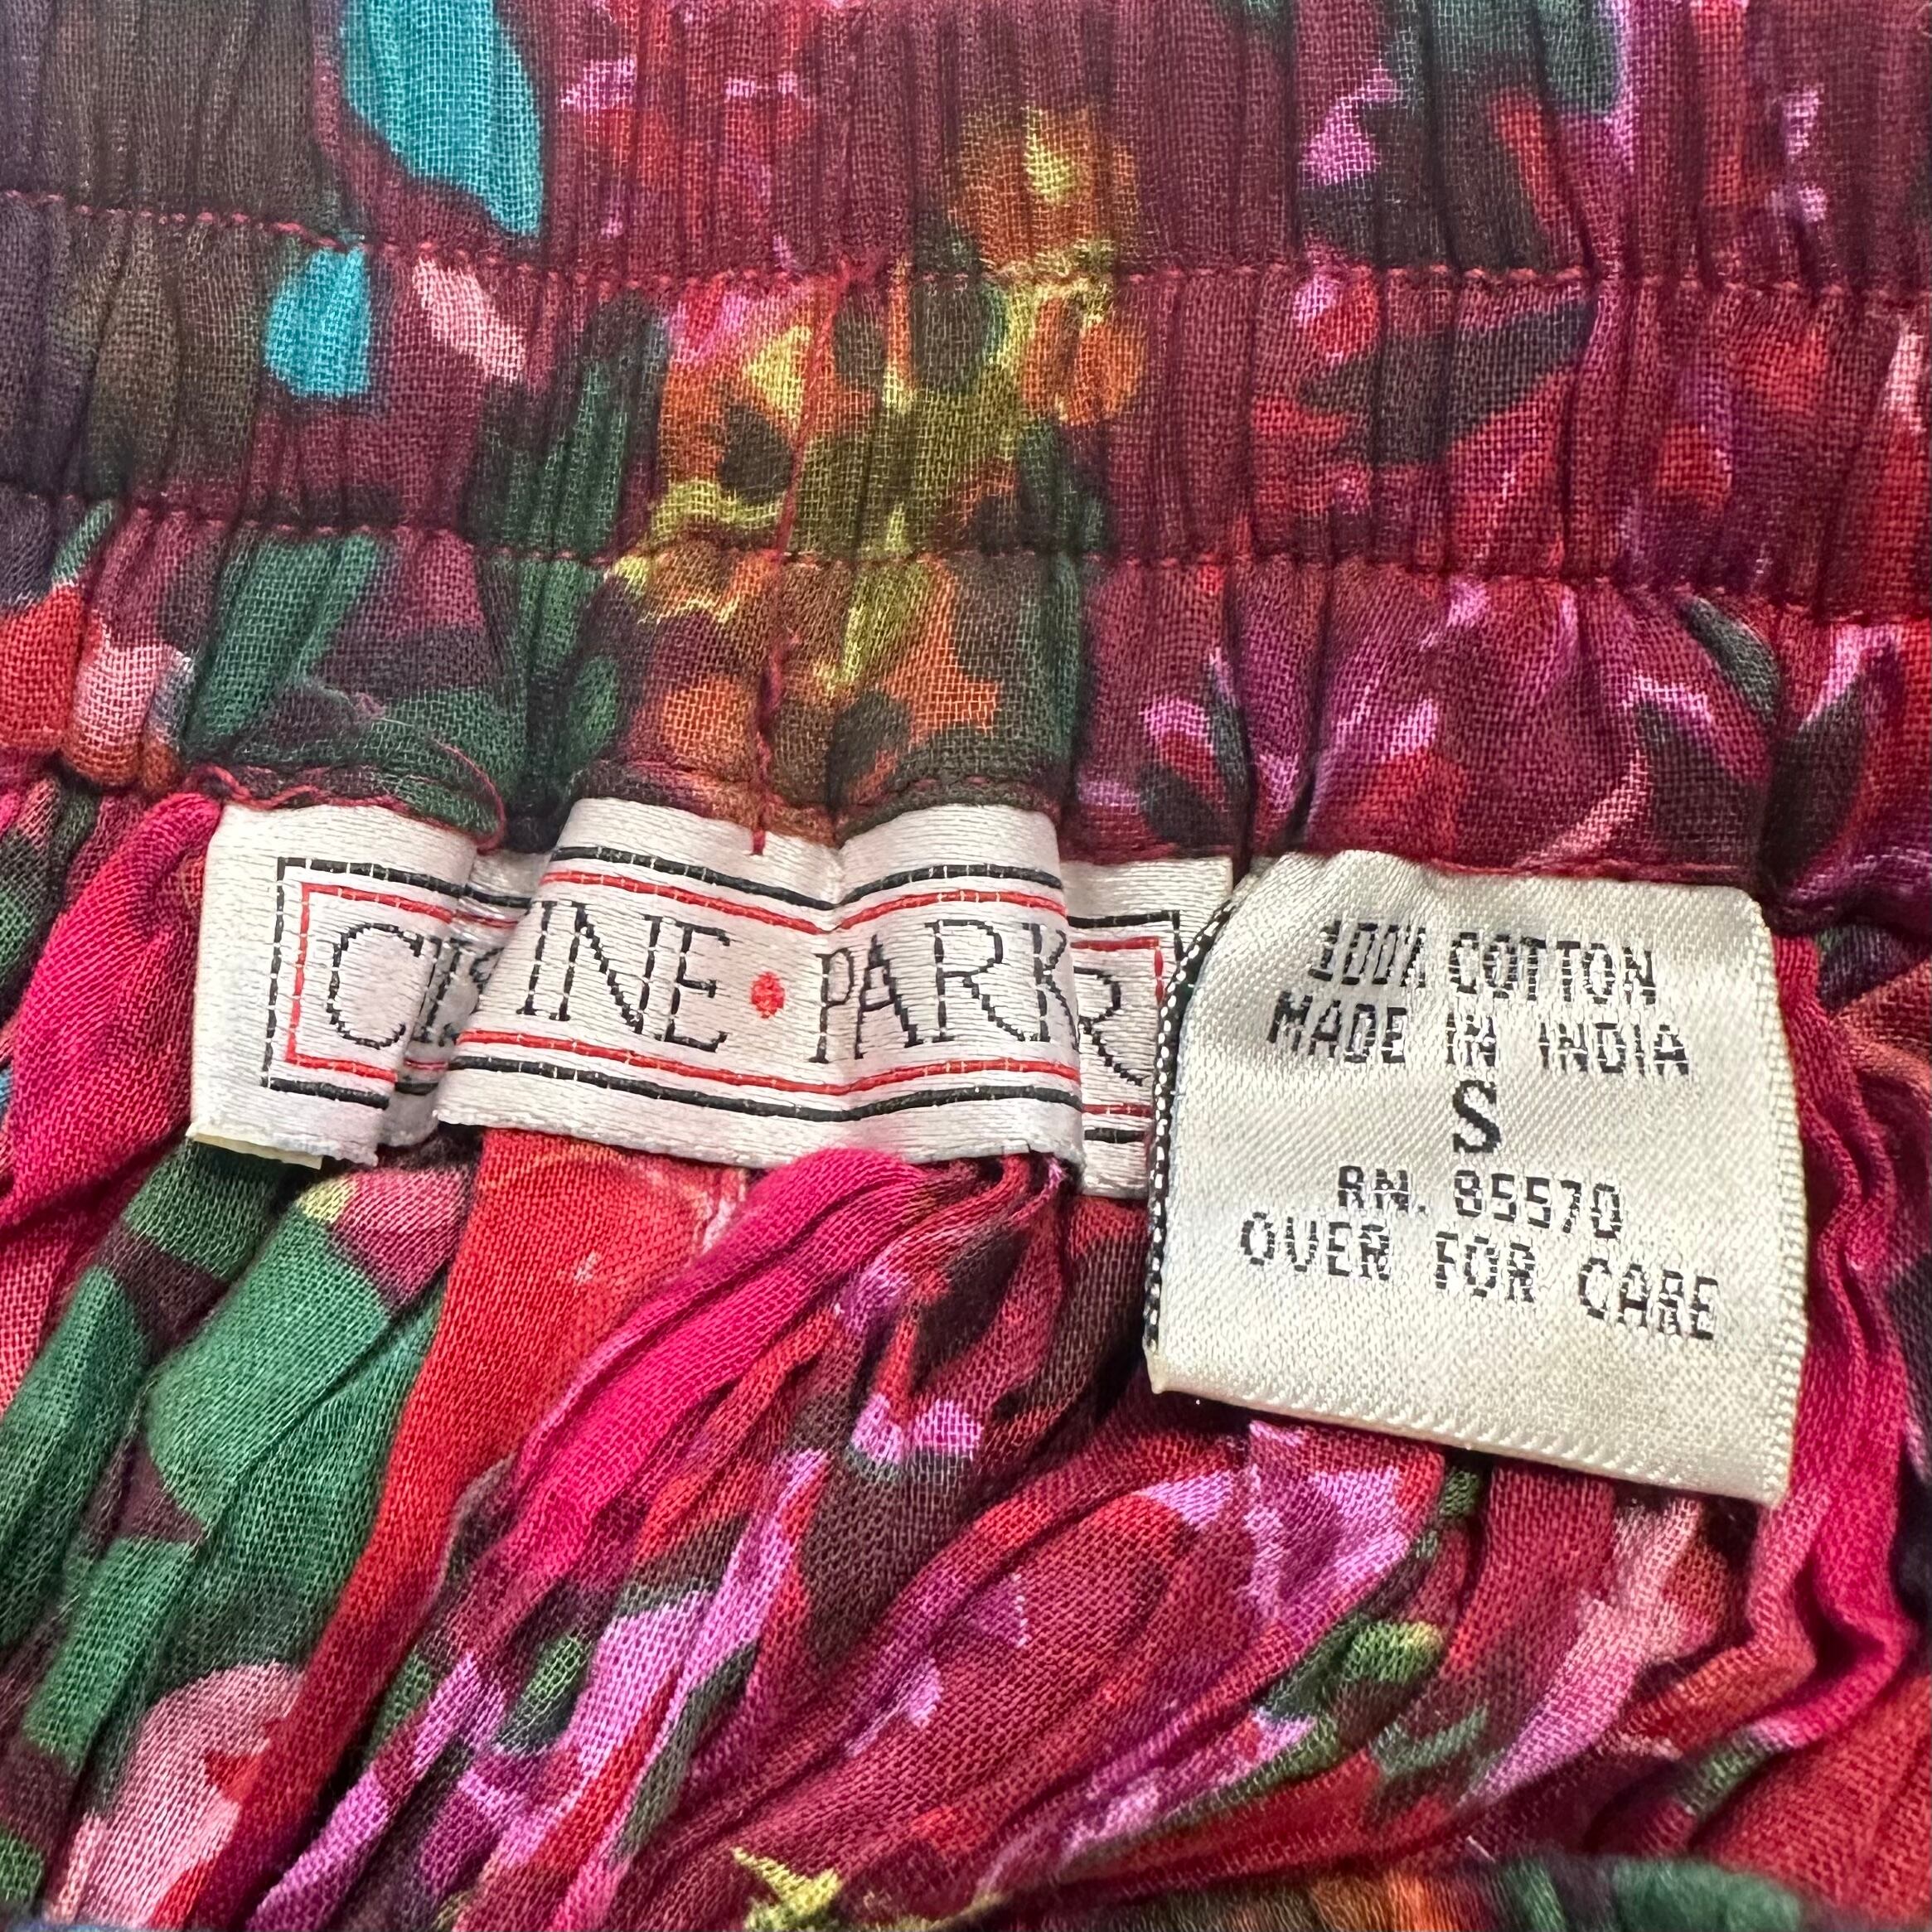 INE • PARK R
100% COTTON
MADE IN INDIA
S
RN. 85570
OVER FOR CARE